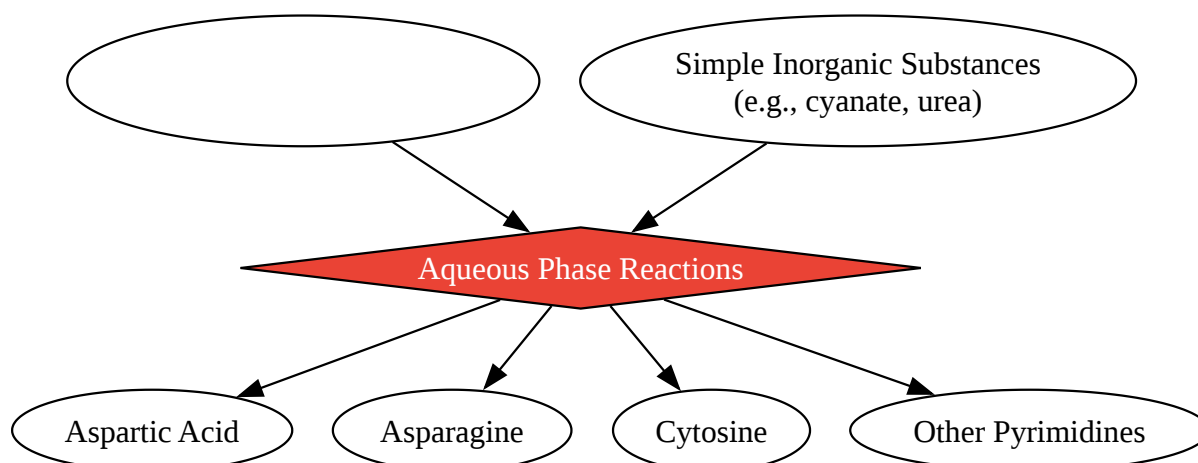 Simple Inorganic Substances
(e.g., cyanate, urea)
Aqueous Phase Reactions
Aspartic Acid
Asparagine
Cytosine
Other Pyrimidines